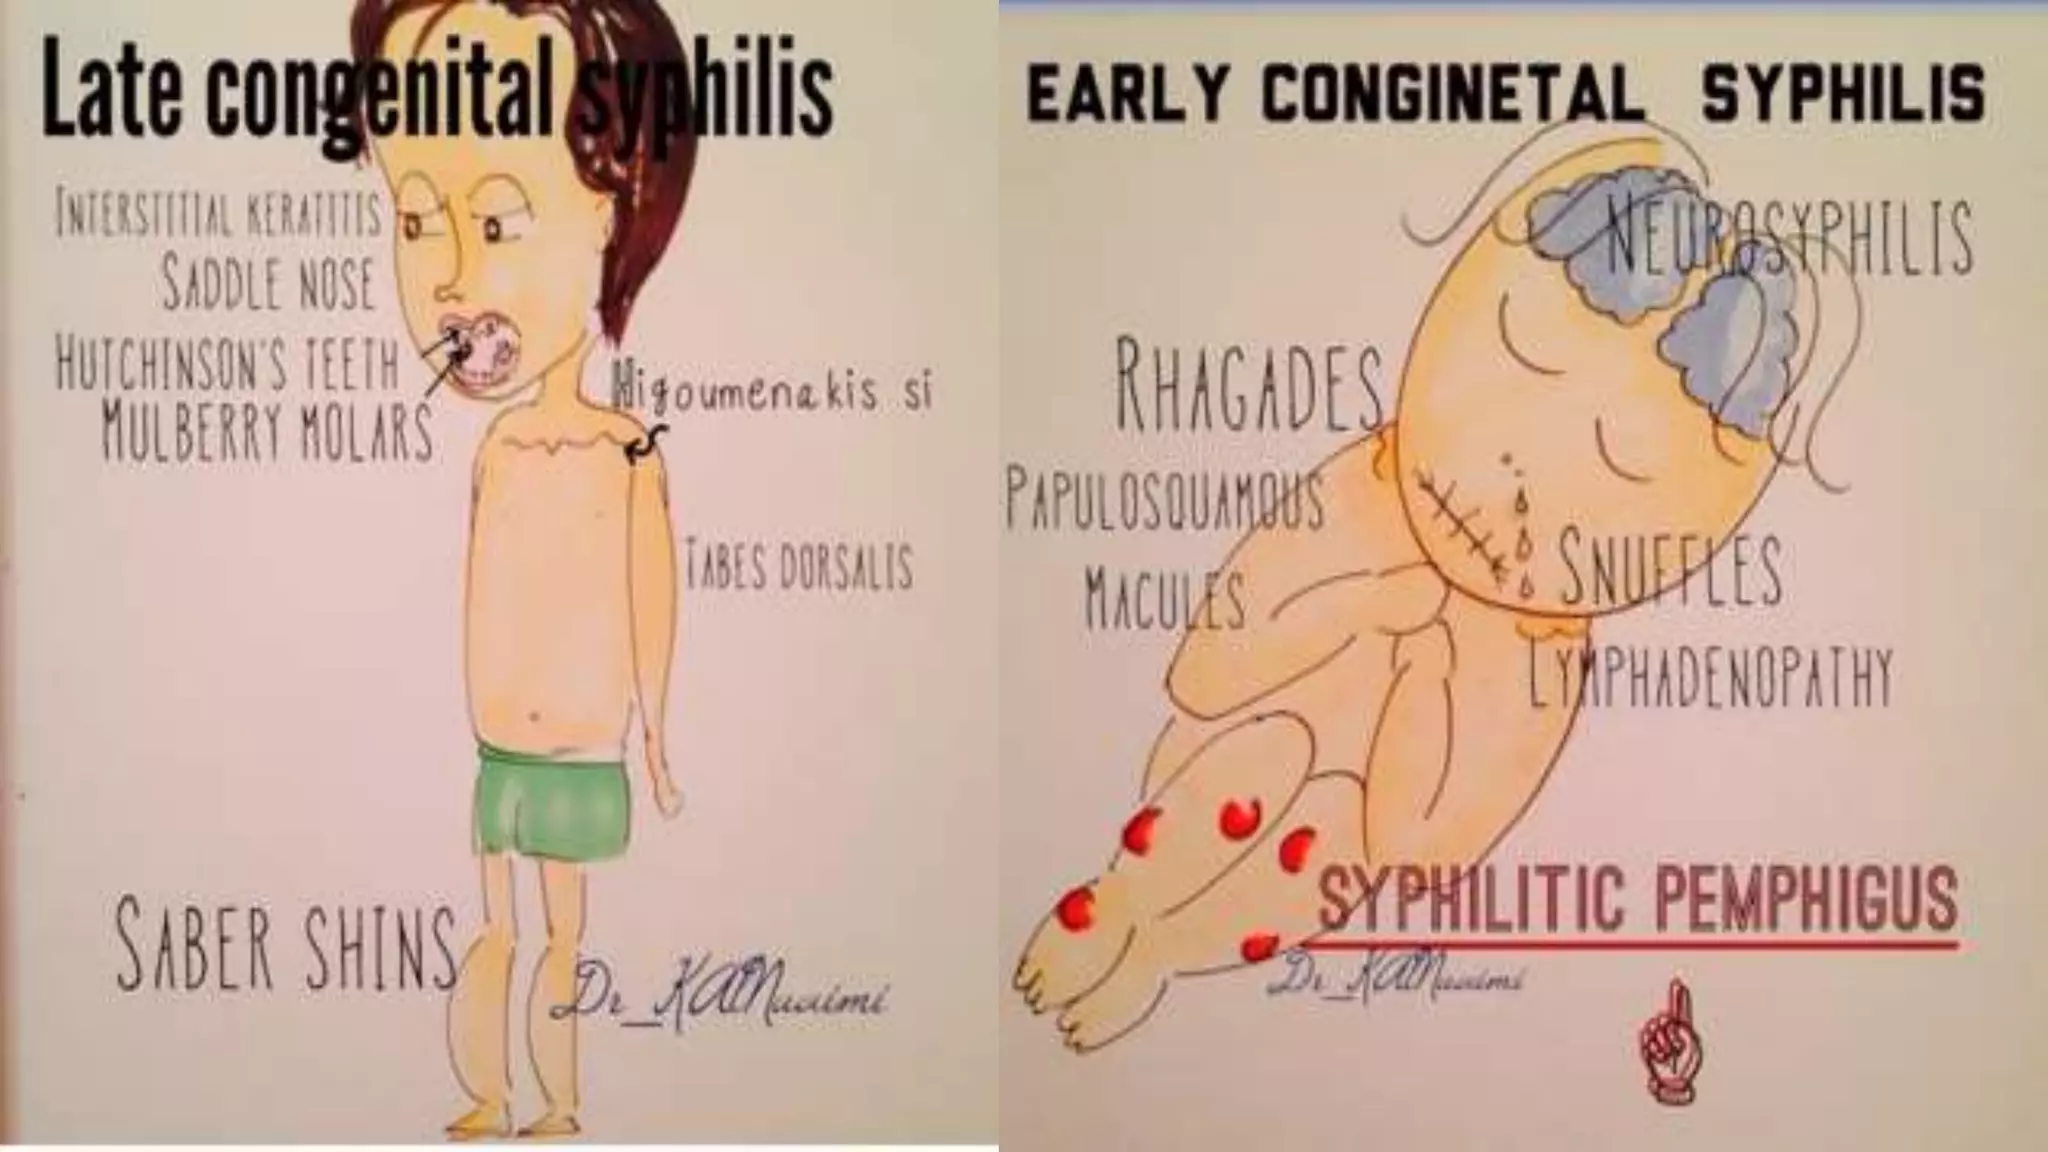 Late congenital syphilis
INTERSTITIAL KERATITIS
SADDLE NOSE
HUTCHINSON'S TEETH
MULBERRY MOLARS
Higoumenakis si
TABES DORSALIS
SABER SHINS
Dr_KAlNuaimi
EARLY CONGINETAL SYPHILIS
NEUROSYPHILIS
RHAGADES
PAPULOSQUAMOUS
MACULES
SNUFFLES
LYMPHADENOPATHY
SYPHILITIC PEMPHIGUS
Dr_KAlNuaimi